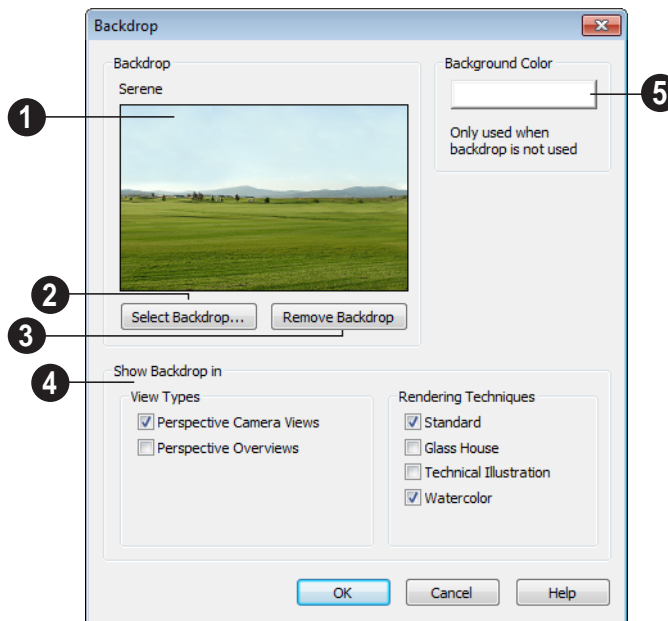 Backdrop
Backdrop
Serene
1
2
Select Backdrop...
Remove Backdrop
3
Background Color
5
Only used when
backdrop is not used
4
Show Backdrop in
View Types
Perspective Camera Views
Perspective Overviews
Rendering Techniques
Standard
Glass House
Technical Illustration
Watercolor
OK
Cancel
Help